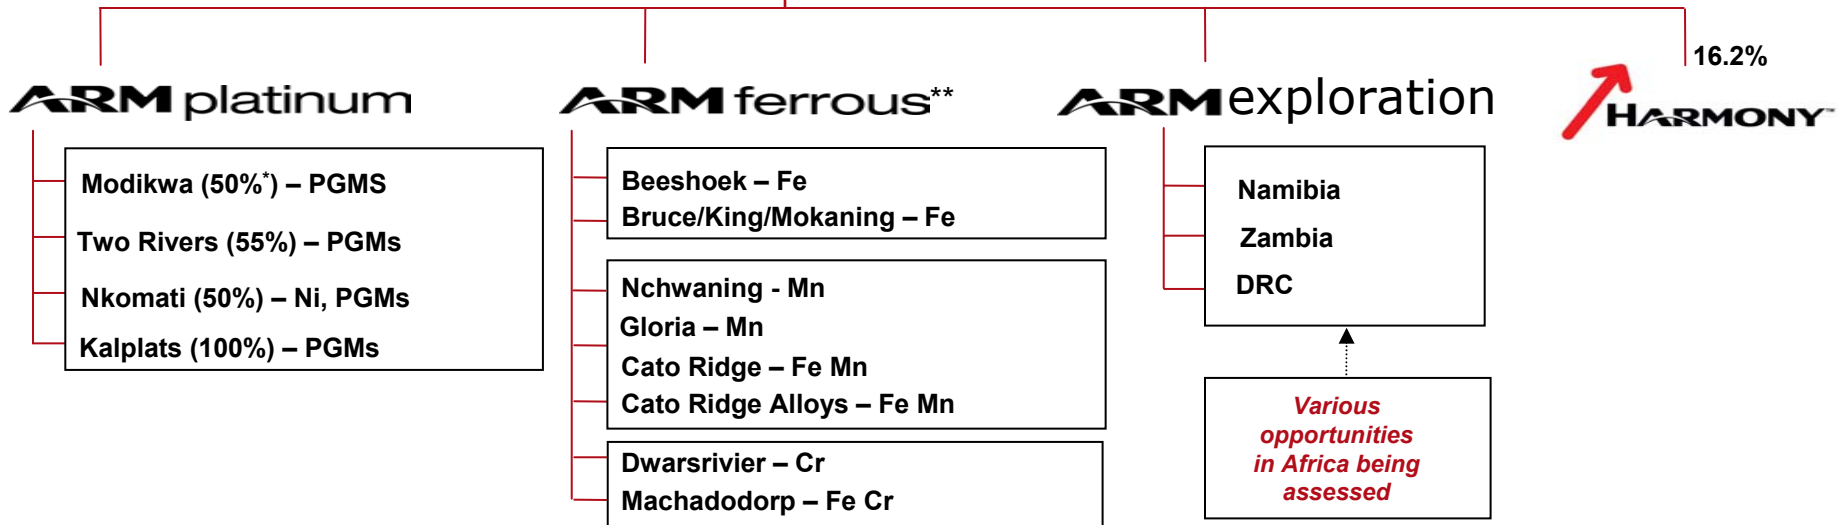 16.2%
ARM platinum
ARM ferrous**
ARM exploration
HARMONY™
Modikwa (50%*) – PGMS
Two Rivers (55%) – PGMs
Nkomati (50%) – Ni, PGMs
Kalplats (100%) – PGMs
Beeshoek – Fe
Bruce/King/Mokaning – Fe
Nchwaning - Mn
Gloria – Mn
Cato Ridge – Fe Mn
Cato Ridge Alloys – Fe Mn
Dwarsrivier – Cr
Machadodorp – Fe Cr
Namibia
Zambia
DRC
Various
opportunities
in Africa being
assessed